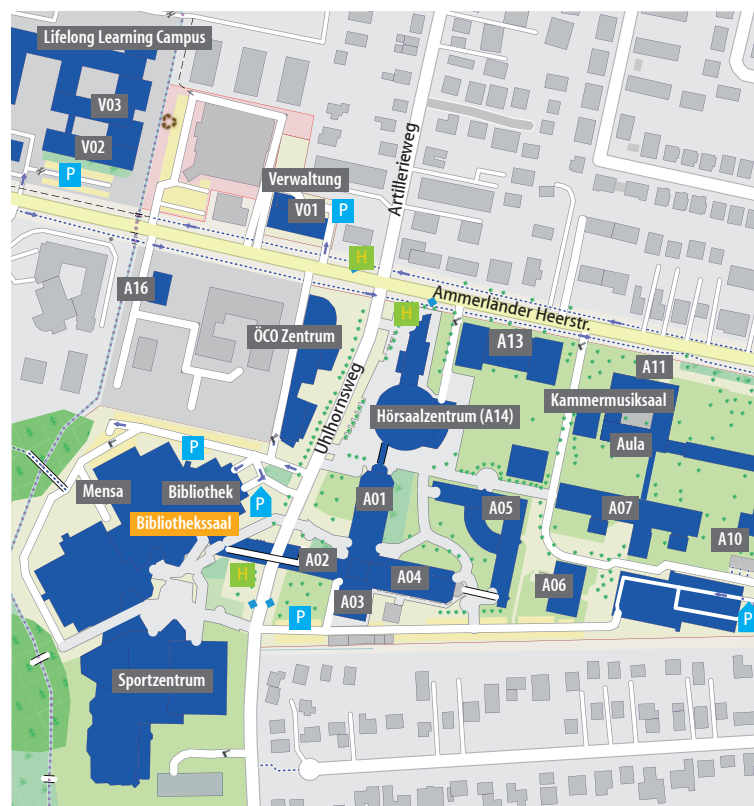 Lifelong Learning Campus
V03
V02
P
Verwaltung
V01
P
Artillerieweg
H
A16
H
Ammerländer Heerstr.
ÖCO Zentrum
A13
A11
Uhlhornsweg
Kammermusiksaal
Hörsaalzentrum (A14)
Aula
P
Mensa
Bibliothek
P
A01
A05
A07
Bibliothekssaal
A10
A02
H
A04
A06
A03
P
P
Sportzentrum